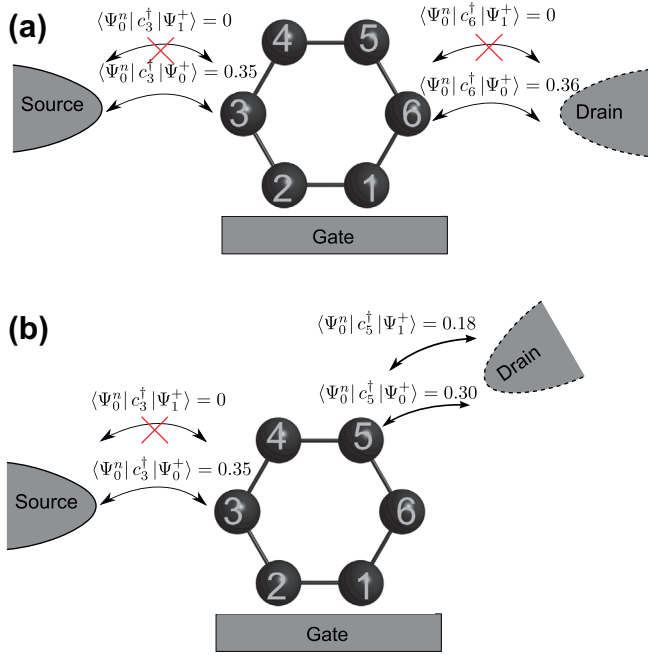 (a)
⟨Ψ₀ⁿ| c₃† |Ψ₁⁺⟩ = 0
⟨Ψ₀ⁿ| c₆† |Ψ₁⁺⟩ = 0
⟨Ψ₀ⁿ| c₃† |Ψ₀⁺⟩ = 0.35
⟨Ψ₀ⁿ| c₆† |Ψ₀⁺⟩ = 0.36
4 5
Source
3 6
Drain
2 1
Gate
(b)
⟨Ψ₀ⁿ| c₅† |Ψ₁⁺⟩ = 0.18
Drain
⟨Ψ₀ⁿ| c₅† |Ψ₀⁺⟩ = 0.30
⟨Ψ₀ⁿ| c₃† |Ψ₁⁺⟩ = 0
4 5
⟨Ψ₀ⁿ| c₃† |Ψ₀⁺⟩ = 0.35
Source
3 6
2 1
Gate